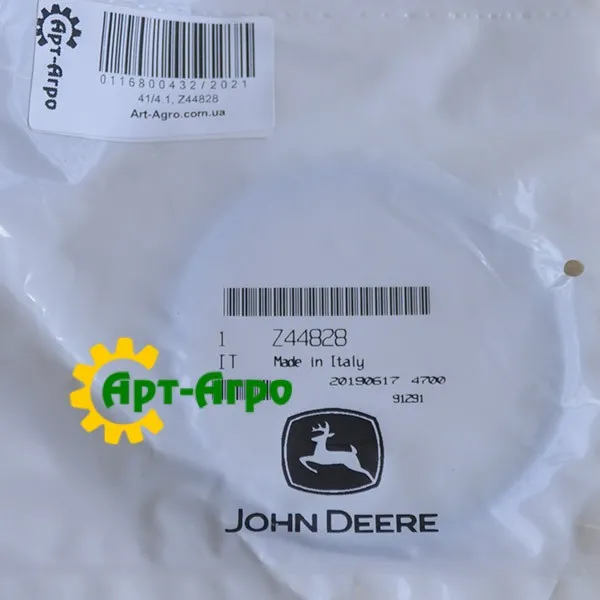 Арт-Агро
0116800432/2021
41/4.1, Z44828
Art-Agro.com.ua
1 Z44828
IT Made in Italy
20190617 4700
91291
Арт-Агро
JOHN DEERE